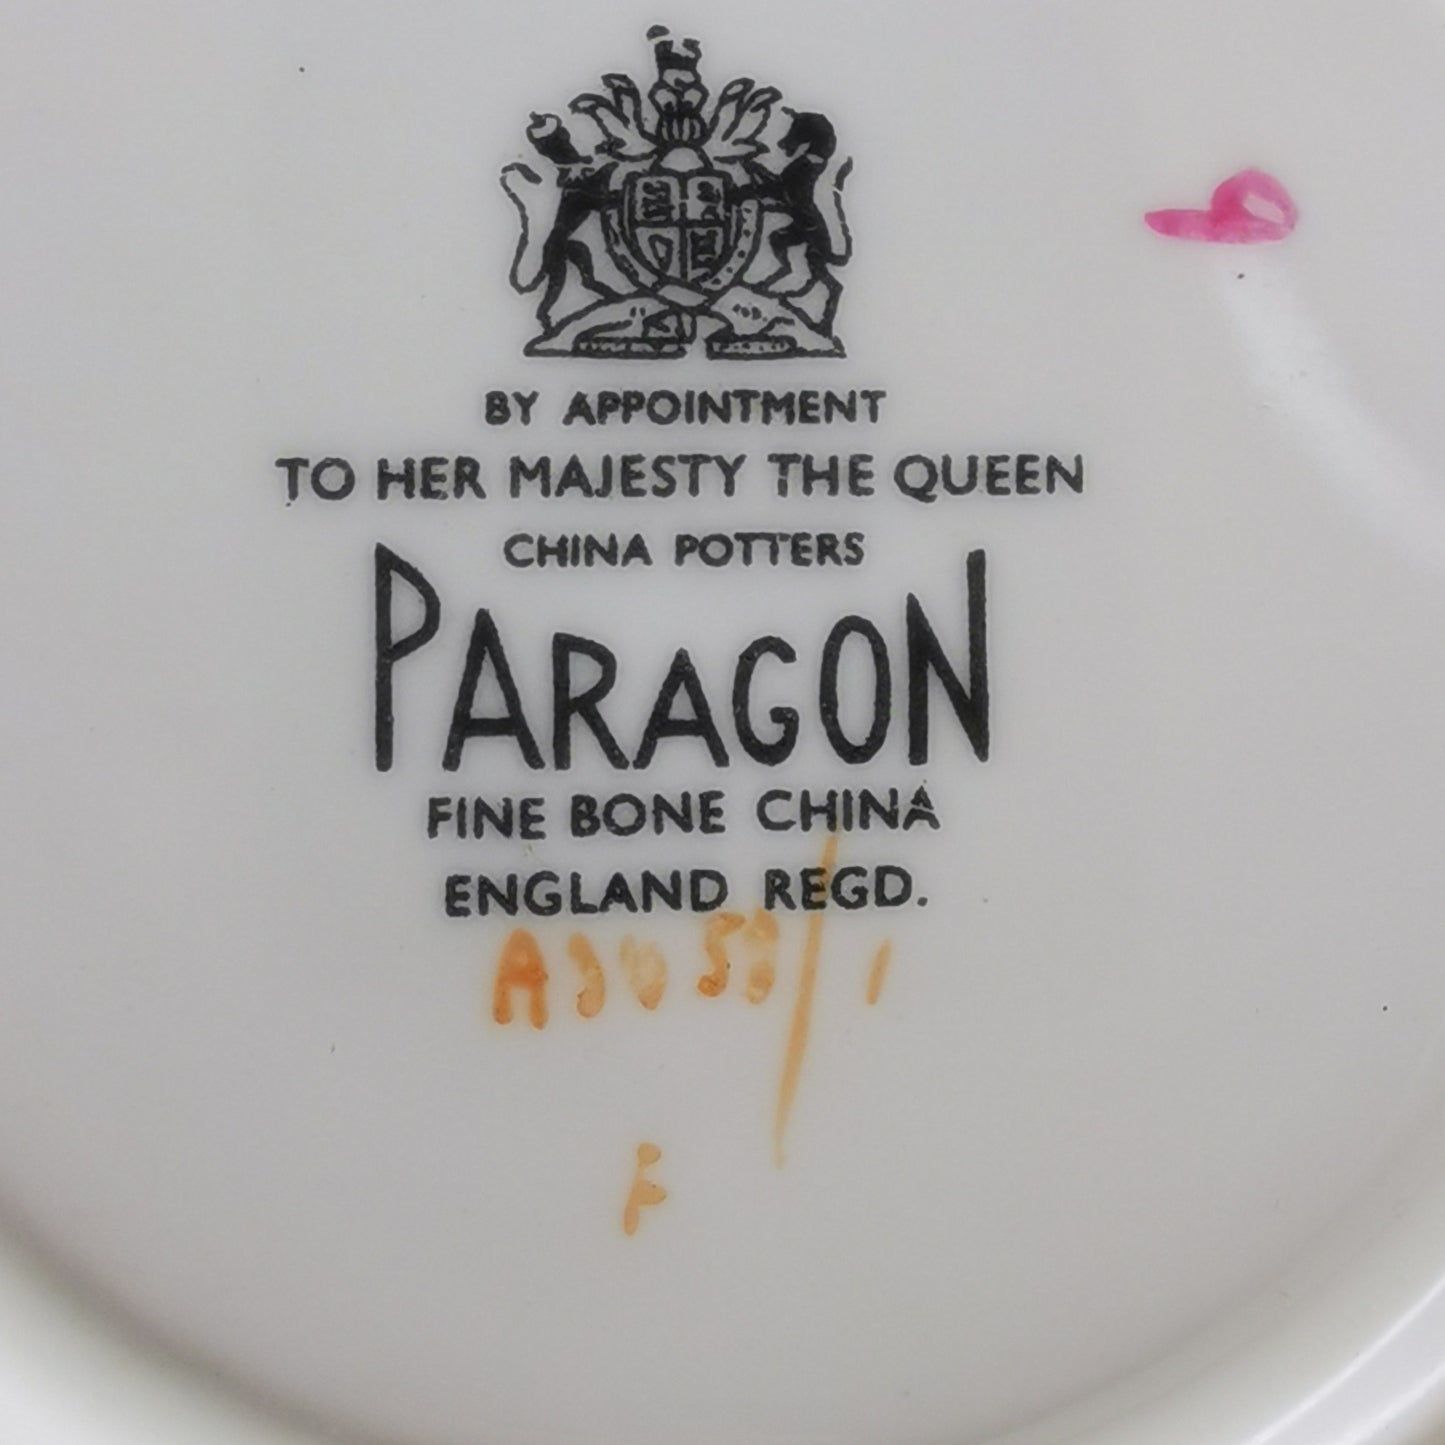 BY APPOINTMENT
TO HER MAJESTY THE QUEEN
CHINA POTTERS
PARAGON
FINE BONE CHINA
ENGLAND REGD.
F